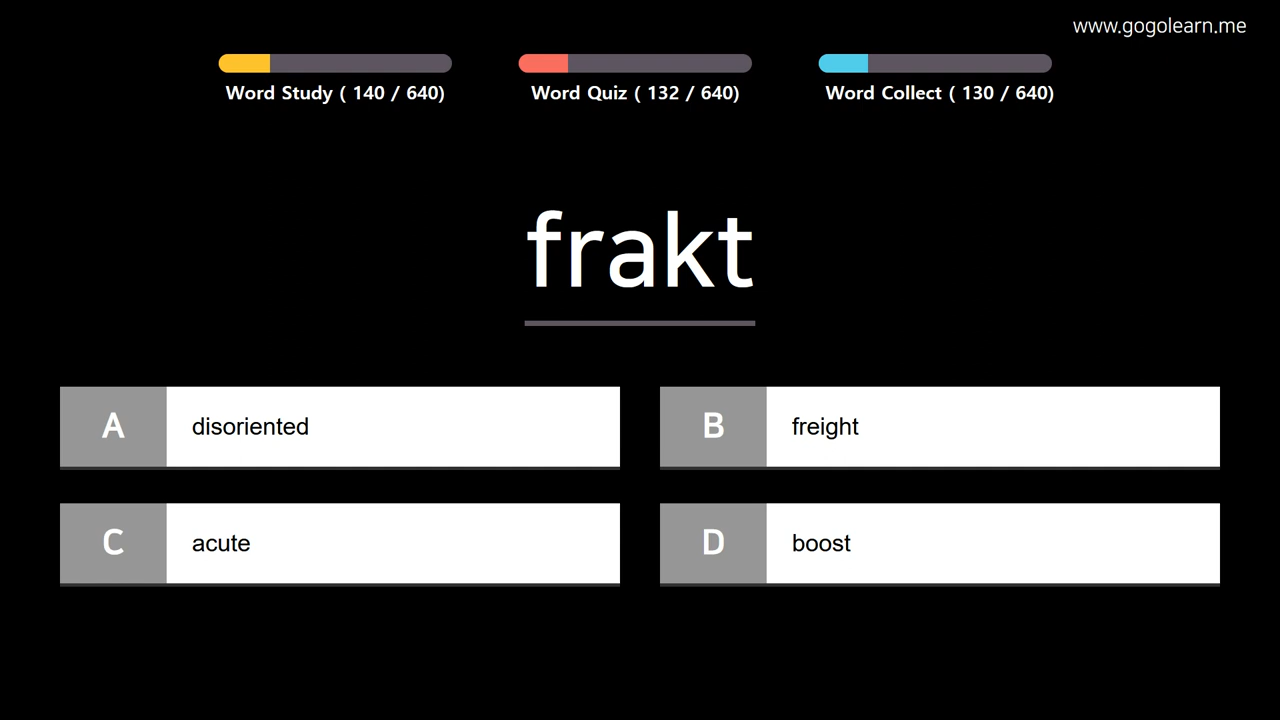 www.gogolearn.me
Word Study ( 140 / 640)
Word Quiz ( 132 / 640)
Word Collect ( 130 / 640)
frakt
A disoriented
B freight
C acute
D boost